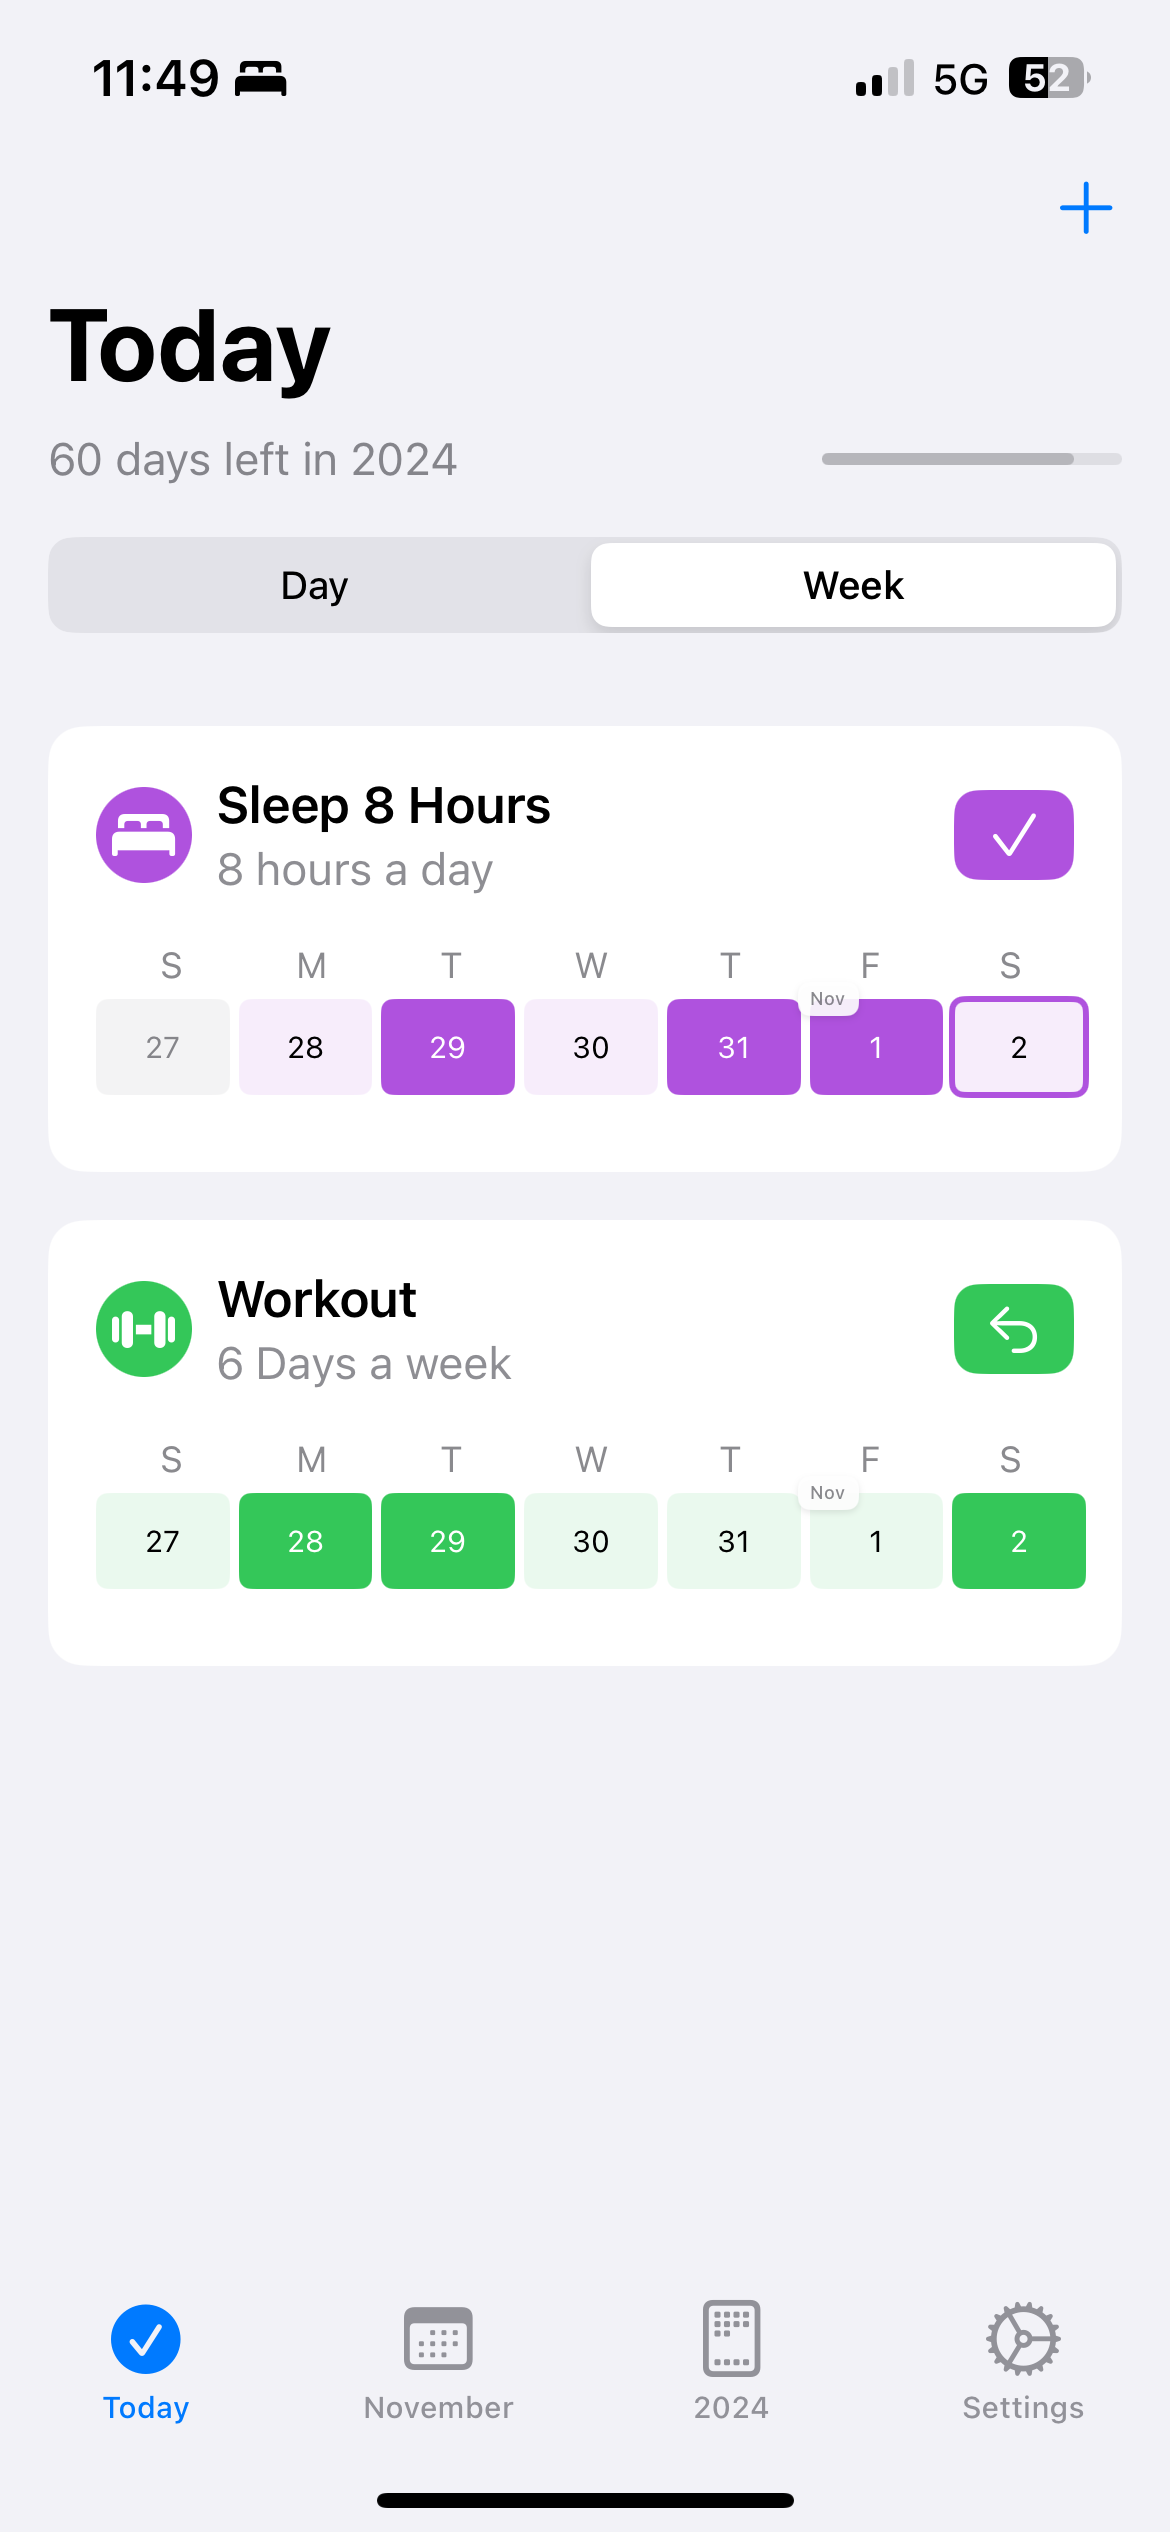 11:49 5G 52
Today
60 days left in 2024
Day Week
Sleep 8 Hours
8 hours a day
S M T W T F S
Nov
27 28 29 30 31 1 2
Workout
6 Days a week
S M T W T F S
Nov
27 28 29 30 31 1 2
Today November 2024 Settings